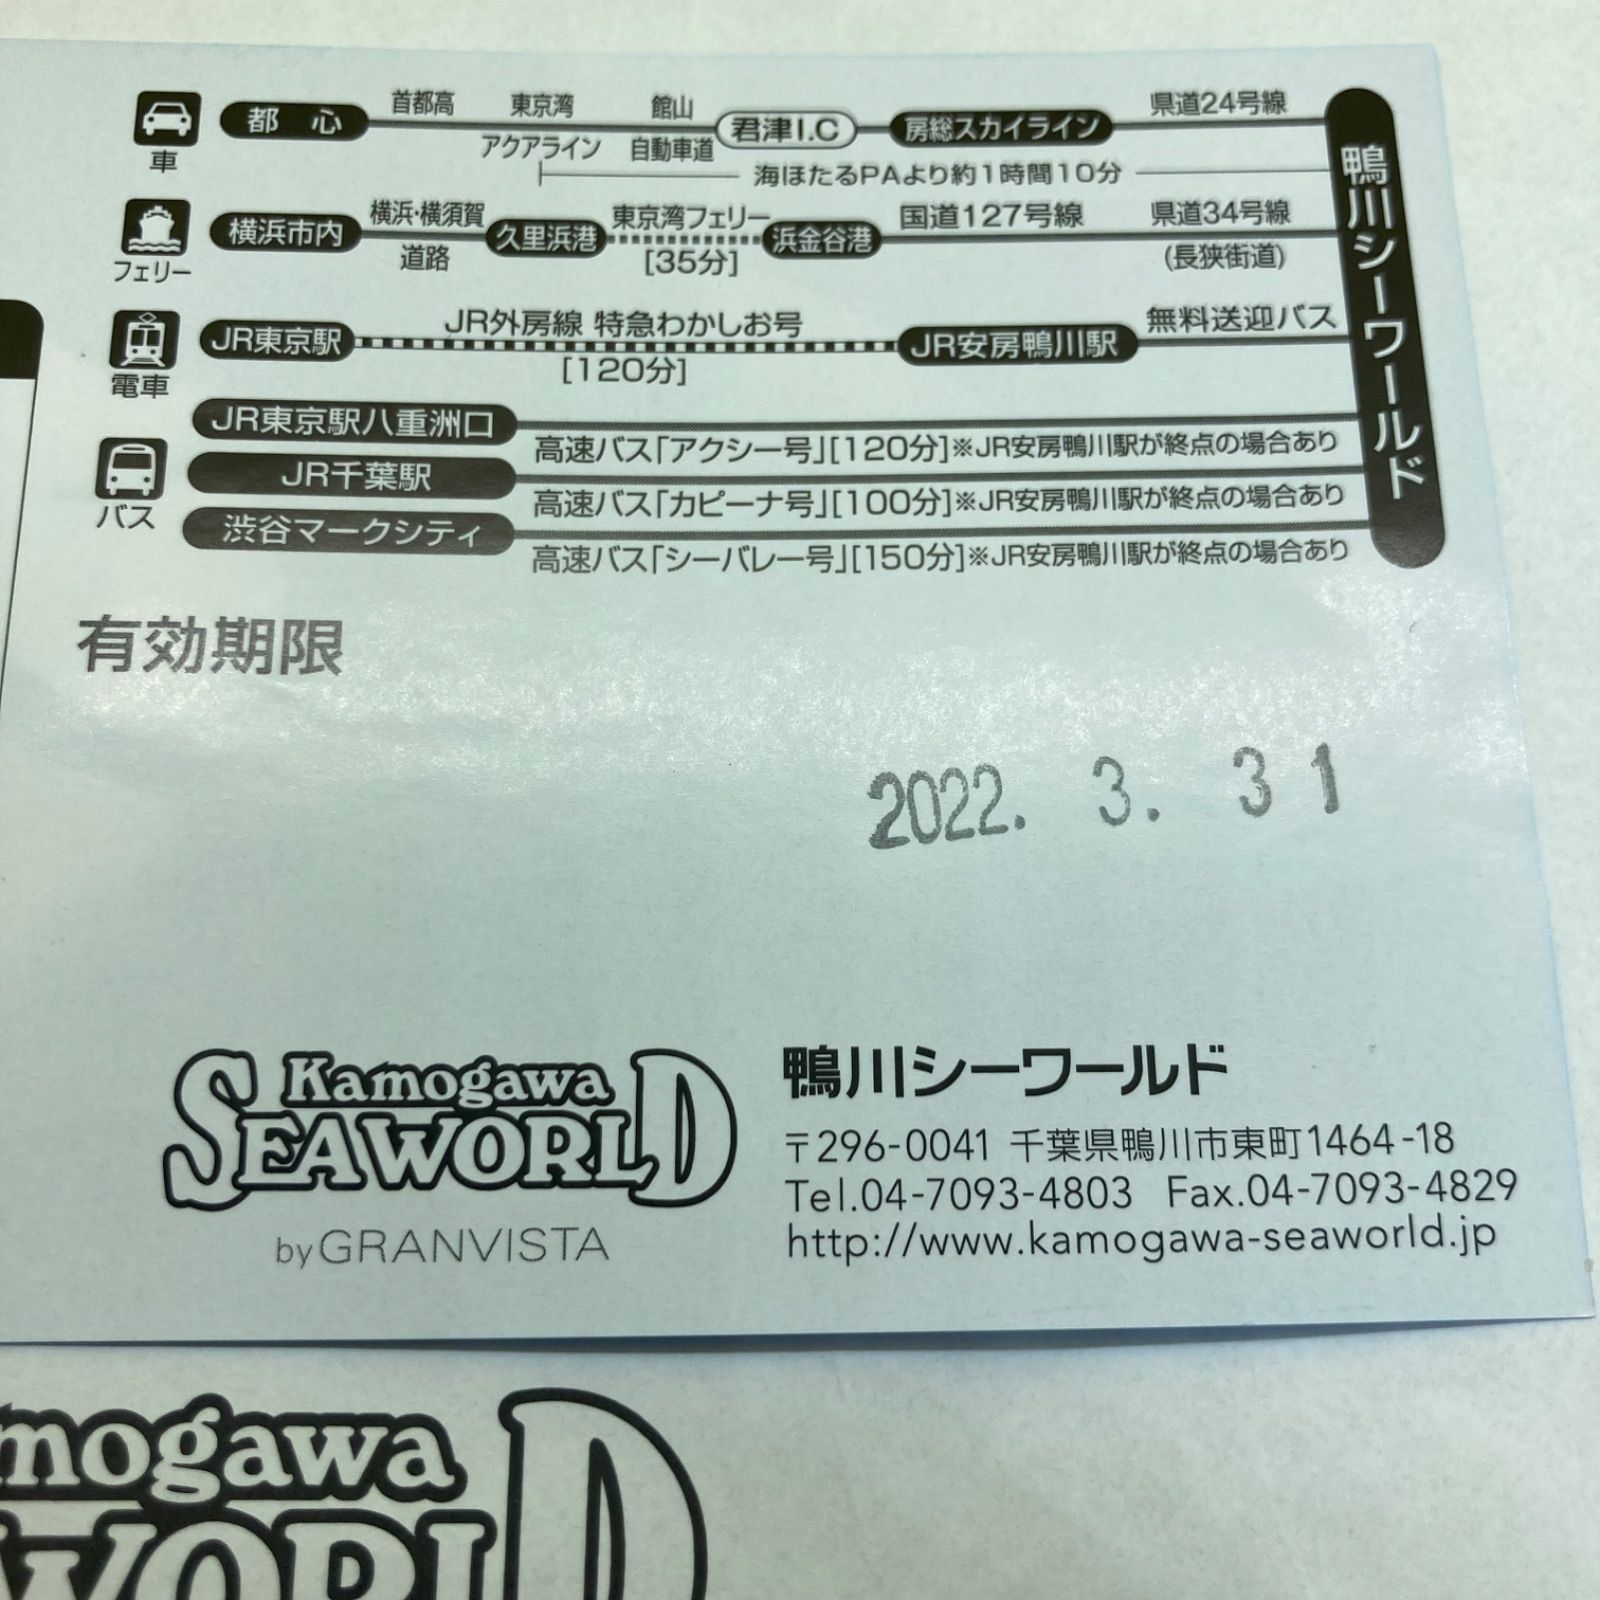 車
都 心
首都高
東京湾
アクアライン
館山
自動車道
君津I.C
房総スカイライン
県道24号線
海ほたるPAより約1時間10分
フェリー
横浜市内
横浜・横須賀
道路
久里浜港
東京湾フェリー
[35分]
浜金谷港
国道127号線
県道34号線
(長狭街道)
電車
JR東京駅
JR外房線 特急わかしお号
[120分]
JR安房鴨川駅
無料送迎バス
バス
JR東京駅八重洲口
高速バス「アクシー号」[120分]※JR安房鴨川駅が終点の場合あり
JR千葉駅
高速バス「カピーナ号」[100分]※JR安房鴨川駅が終点の場合あり
渋谷マークシティ
高速バス「シーバレー号」[150分]※JR安房鴨川駅が終点の場合あり
鴨川シーワールド
有効期限
2022. 3. 31
Kamogawa
SEAWORLD
by GRANVISTA
鴨川シーワールド
〒296-0041 千葉県鴨川市東町1464-18
Tel.04-7093-4803 Fax.04-7093-4829
http://www.kamogawa-seaworld.jp
mogawa
WORLD